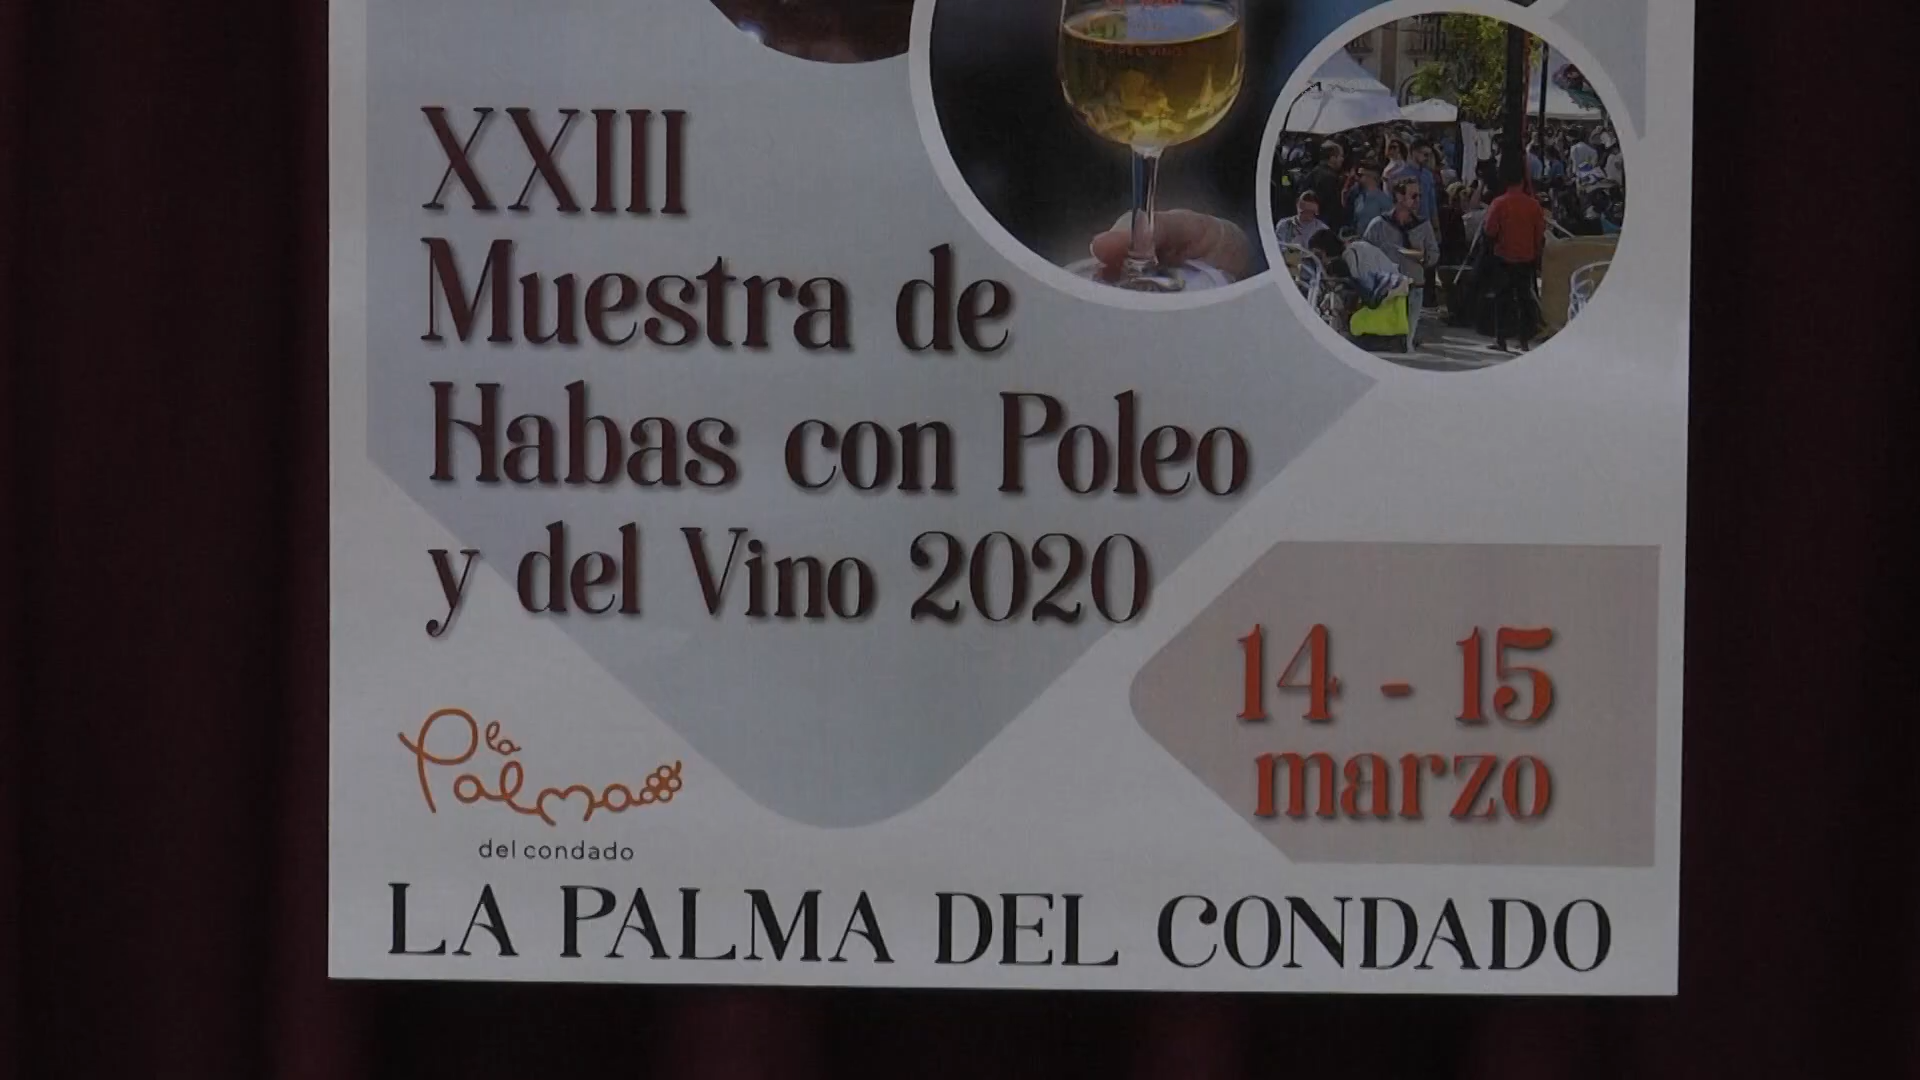 XXIII
Muestra de
Habas con Poleo
y del Vino 2020
14 - 15
marzo
la
Palma
del condado
LA PALMA DEL CONDADO